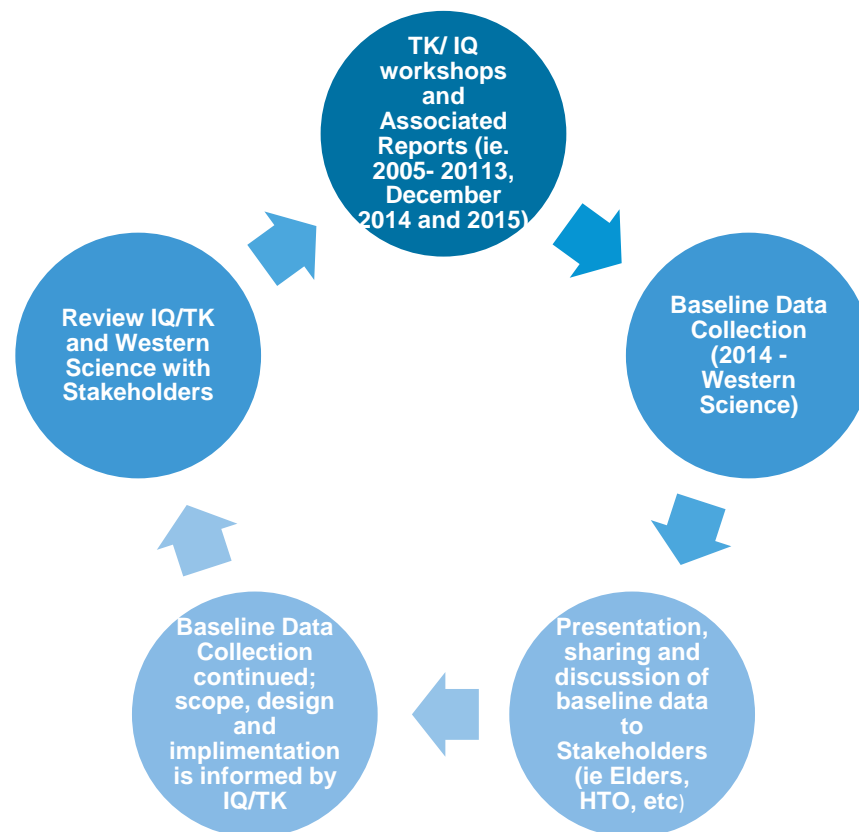 TK/ IQ
workshops
and
Associated
Reports (ie.
2005- 20113,
December
2014 and 2015)
Baseline Data
Collection
(2014 -
Western
Science)
Presentation,
sharing and
discussion of
baseline data
to
Stakeholders
(ie Elders,
HTO, etc)
Baseline Data
Collection
continued;
scope, design
and
implimentation
is informed by
IQ/TK
Review IQ/TK
and Western
Science with
Stakeholders